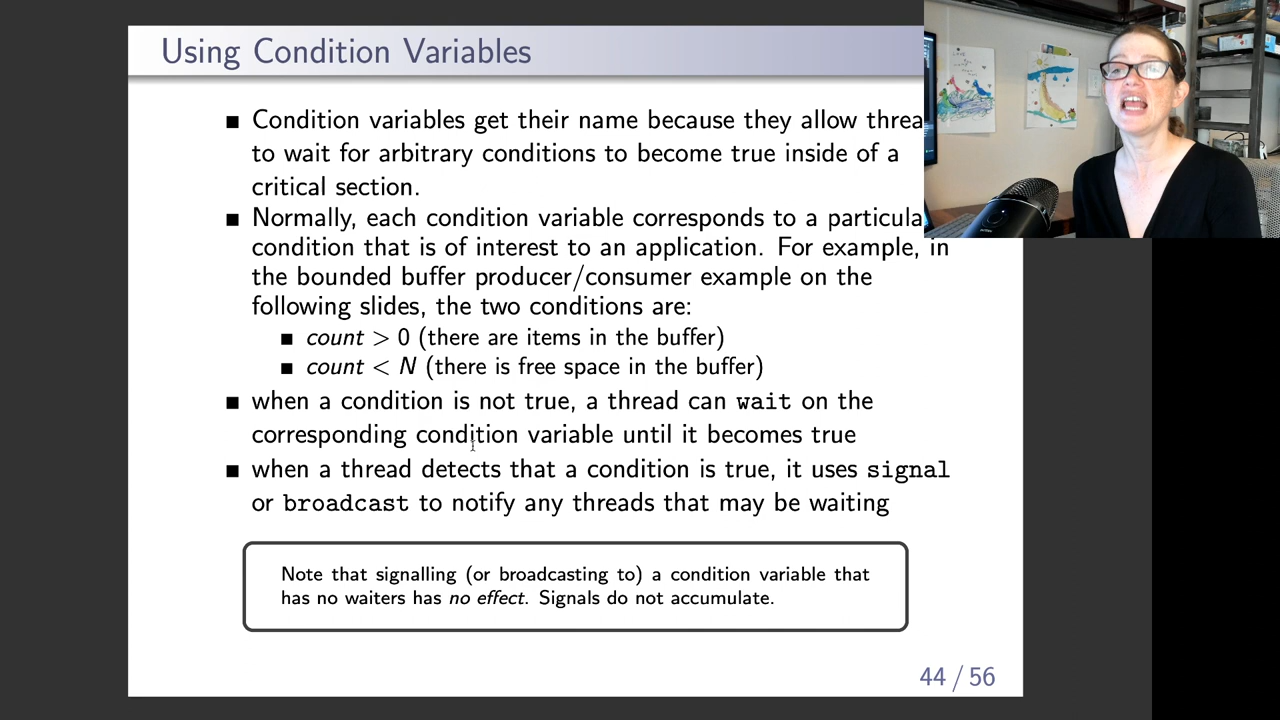 Using Condition Variables
■ Condition variables get their name because they allow threa
to wait for arbitrary conditions to become true inside of a
critical section.
■ Normally, each condition variable corresponds to a particula
condition that is of interest to an application. For example, in
the bounded buffer producer/consumer example on the
following slides, the two conditions are:
■ count > 0 (there are items in the buffer)
■ count < N (there is free space in the buffer)
■ when a condition is not true, a thread can wait on the
corresponding condition variable until it becomes true
■ when a thread detects that a condition is true, it uses signal
or broadcast to notify any threads that may be waiting
Note that signalling (or broadcasting to) a condition variable that
has no waiters has no effect. Signals do not accumulate.
44 / 56